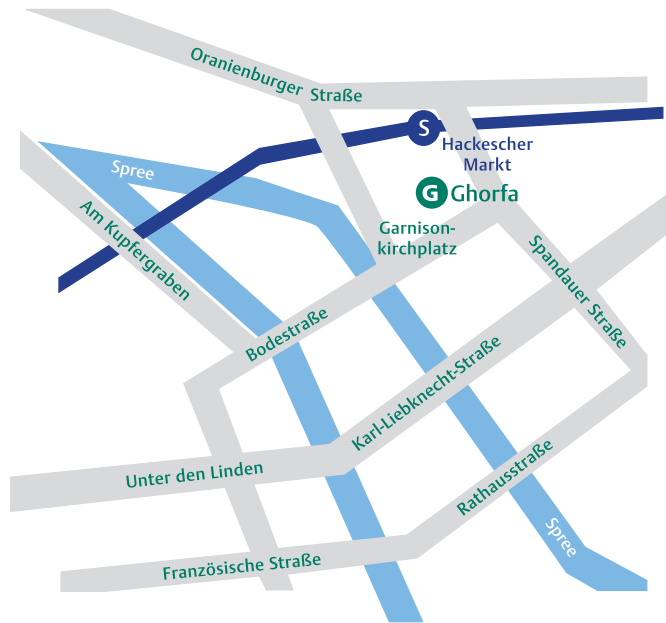 Oranienburger Straße
S
Hackescher
Markt
Spree
G Ghorfa
Am Kupfergraben
Garnison-
kirchplatz
Spandauer Straße
Bodestraße
Karl-Liebknecht-Straße
Unter den Linden
Rathausstraße
Spree
Französische Straße